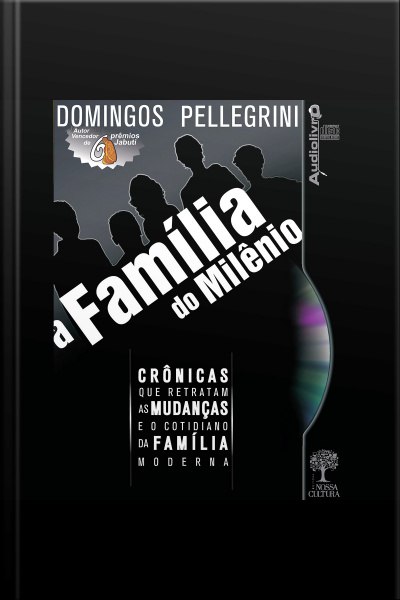 DOMINGOS PELLEGRINI
Autor
Vencedor
de
6
prêmios
Jabuti
Audiolivro
a Família
do Milênio
CRÔNICAS
QUE RETRATAM
AS MUDANÇAS
E O COTIDIANO
DA FAMÍLIA
MODERNA
NOSSA
CULTURA